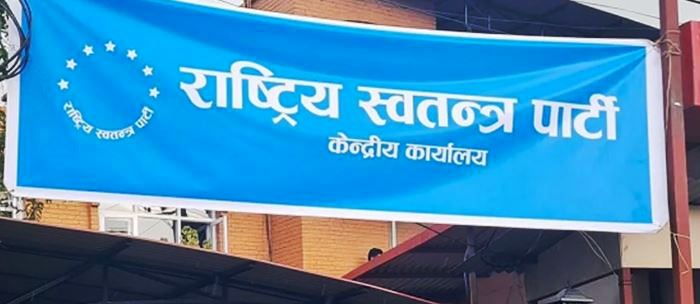 राष्ट्रिय स्वतन्त्र पार्टी
राष्ट्रिय स्वतन्त्र पार्टी
केन्द्रीय कार्यालय